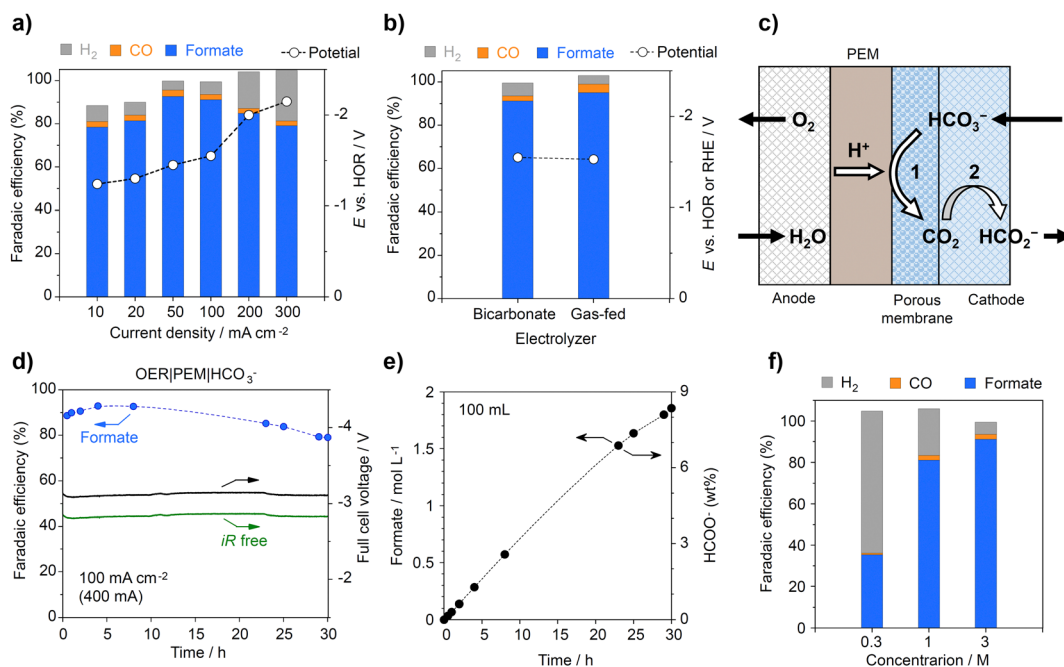 a)
H2 CO Formate Potetial
Faradaic efficiency (%)
100
80
60
40
20
0
10 20 50 100 200 300
Current density / mA cm-2
-2
-1
0
E vs. HOR / V
b)
H2 CO Formate Potential
Faradaic efficiency (%)
100
80
60
40
20
0
Bicarbonate Gas-fed
Electrolyzer
-2
-1
0
E vs. HOR or RHE / V
c)
PEM
O2 HCO3−
H+
1 2
H2O CO2 HCO2−
Anode Porous Cathode
membrane
d)
OER|PEM|HCO3-
Faradaic efficiency (%)
100
80
60
40
20
0
Formate
iR free
100 mA cm-2
(400 mA)
0 5 10 15 20 25 30
Time / h
-4
-3
-2
Full cell voltage / V
e)
100 mL
Formate / mol L-1
2
1.5
1
0.5
0
0 5 10 15 20 25 30
Time / h
9
6
3
0
HCOO- (wt%)
f)
H2 CO Formate
Faradaic efficiency (%)
100
80
60
40
20
0
0.3 1 3
Concentrarion / M